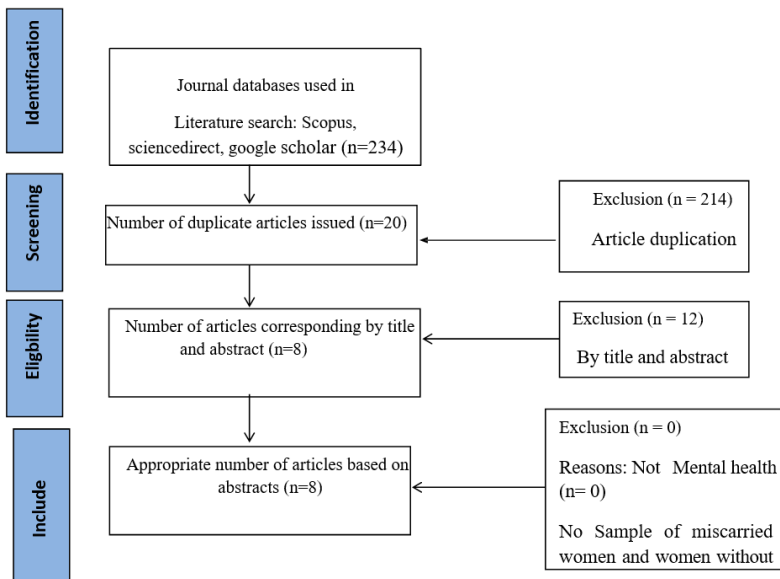 Identification
Journal databases used in
Literature search: Scopus,
sciencedirect, google scholar (n=234)
Screening
Number of duplicate articles issued (n=20)
Exclusion (n = 214)
Article duplication
Eligbility
Number of articles corresponding by title
and abstract (n=8)
Exclusion (n = 12)
By title and abstract
Include
Appropriate number of articles based on
abstracts (n=8)
Exclusion (n = 0)
Reasons: Not Mental health
(n= 0)
No Sample of miscarried
women and women without